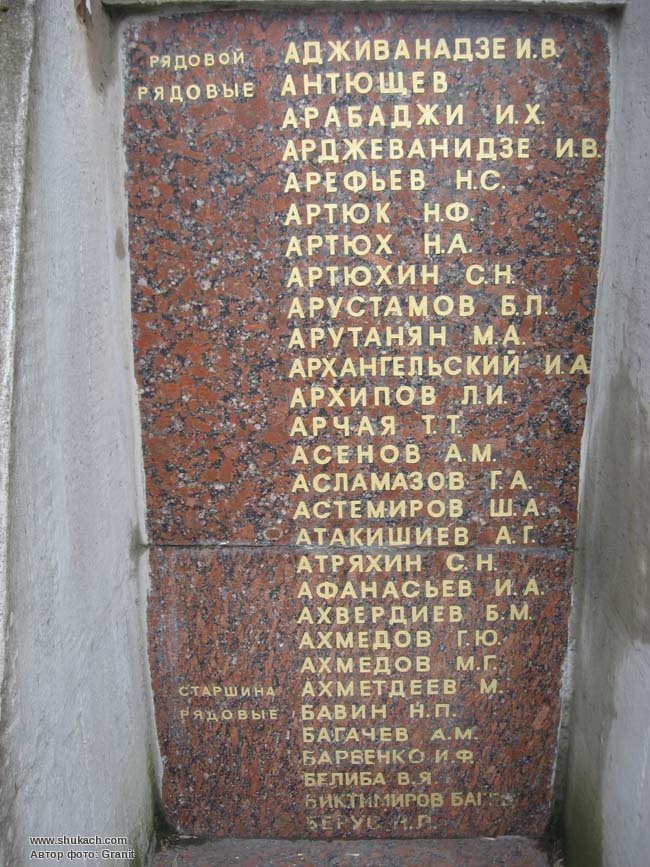 РЯДОВОЙ АДЖИВАНАДЗЕ И.В.
РЯДОВЫЕ АНТЮЩЕВ
АРАБАДЖИ И.Х.
АРДЖЕВАНИДЗЕ И.В.
АРЕФЬЕВ Н.С.
АРТЮК Н.Ф.
АРТЮХ Н.А.
АРТЮХИН С.Н.
АРУСТАМОВ Б.Л.
АРУТАНЯН М.А.
АРХАНГЕЛЬСКИЙ И.А
АРХИПОВ Л.И.
АРЧАЯ Т.Т.
АСЕНОВ А.М.
АСЛАМАЗОВ Г.А.
АСТЕМИРОВ Ш.А.
АТАКИШИЕВ А.Г.
АТРЯХИН С.Н.
АФАНАСЬЕВ И.А.
АХВЕРДИЕВ Б.М.
АХМЕДОВ Г.Ю.
АХМЕДОВ М.Г.
СТАРШИНА АХМЕТДЕЕВ М.
РЯДОВЫЕ БАВИН Н.П.
БАГАЧЕВ А.М.
БАРВЕНКО И.Ф.
БЕЛИБА В.Я
БИКТИМИРОВ
www.shukach.com
Автор фото: Granit